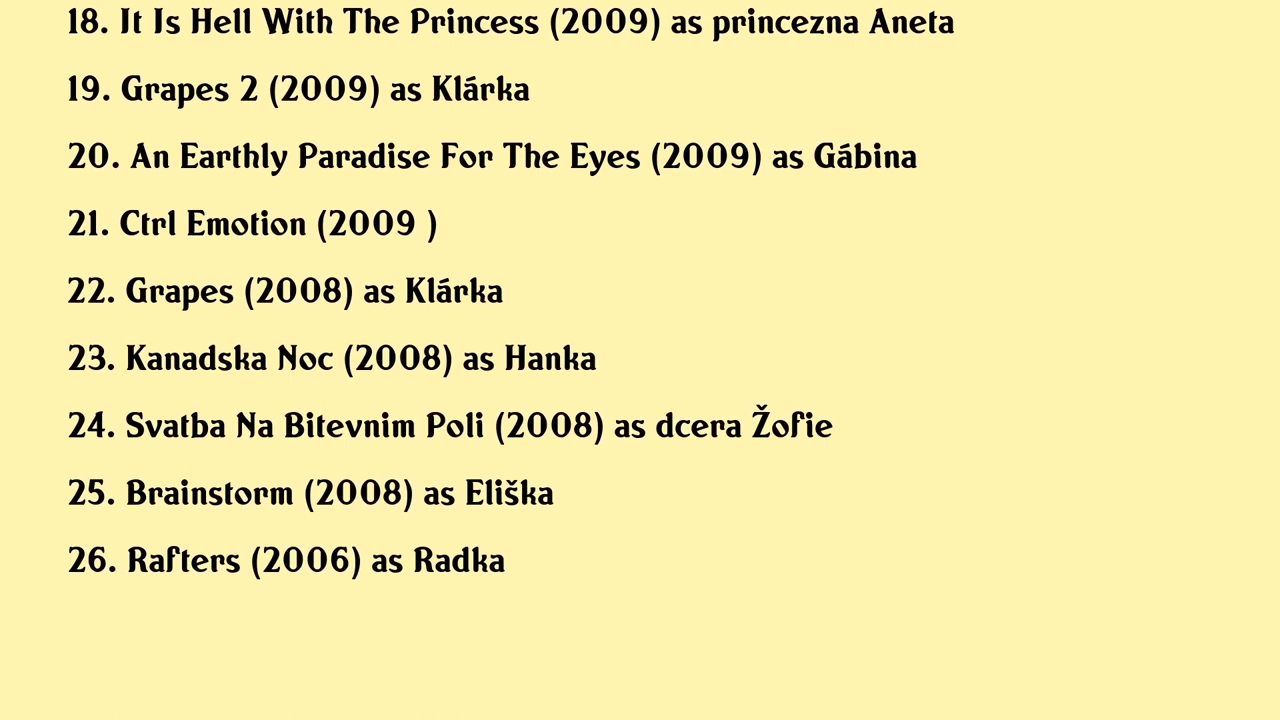 18. It Is Hell With The Princess (2009) as princezna Aneta
19. Grapes 2 (2009) as Klárka
20. An Earthly Paradise For The Eyes (2009) as Gábina
21. Ctrl Emotion (2009 )
22. Grapes (2008) as Klárka
23. Kanadska Noc (2008) as Hanka
24. Svatba Na Bitevnim Poli (2008) as dcera Žofie
25. Brainstorm (2008) as Eliška
26. Rafters (2006) as Radka